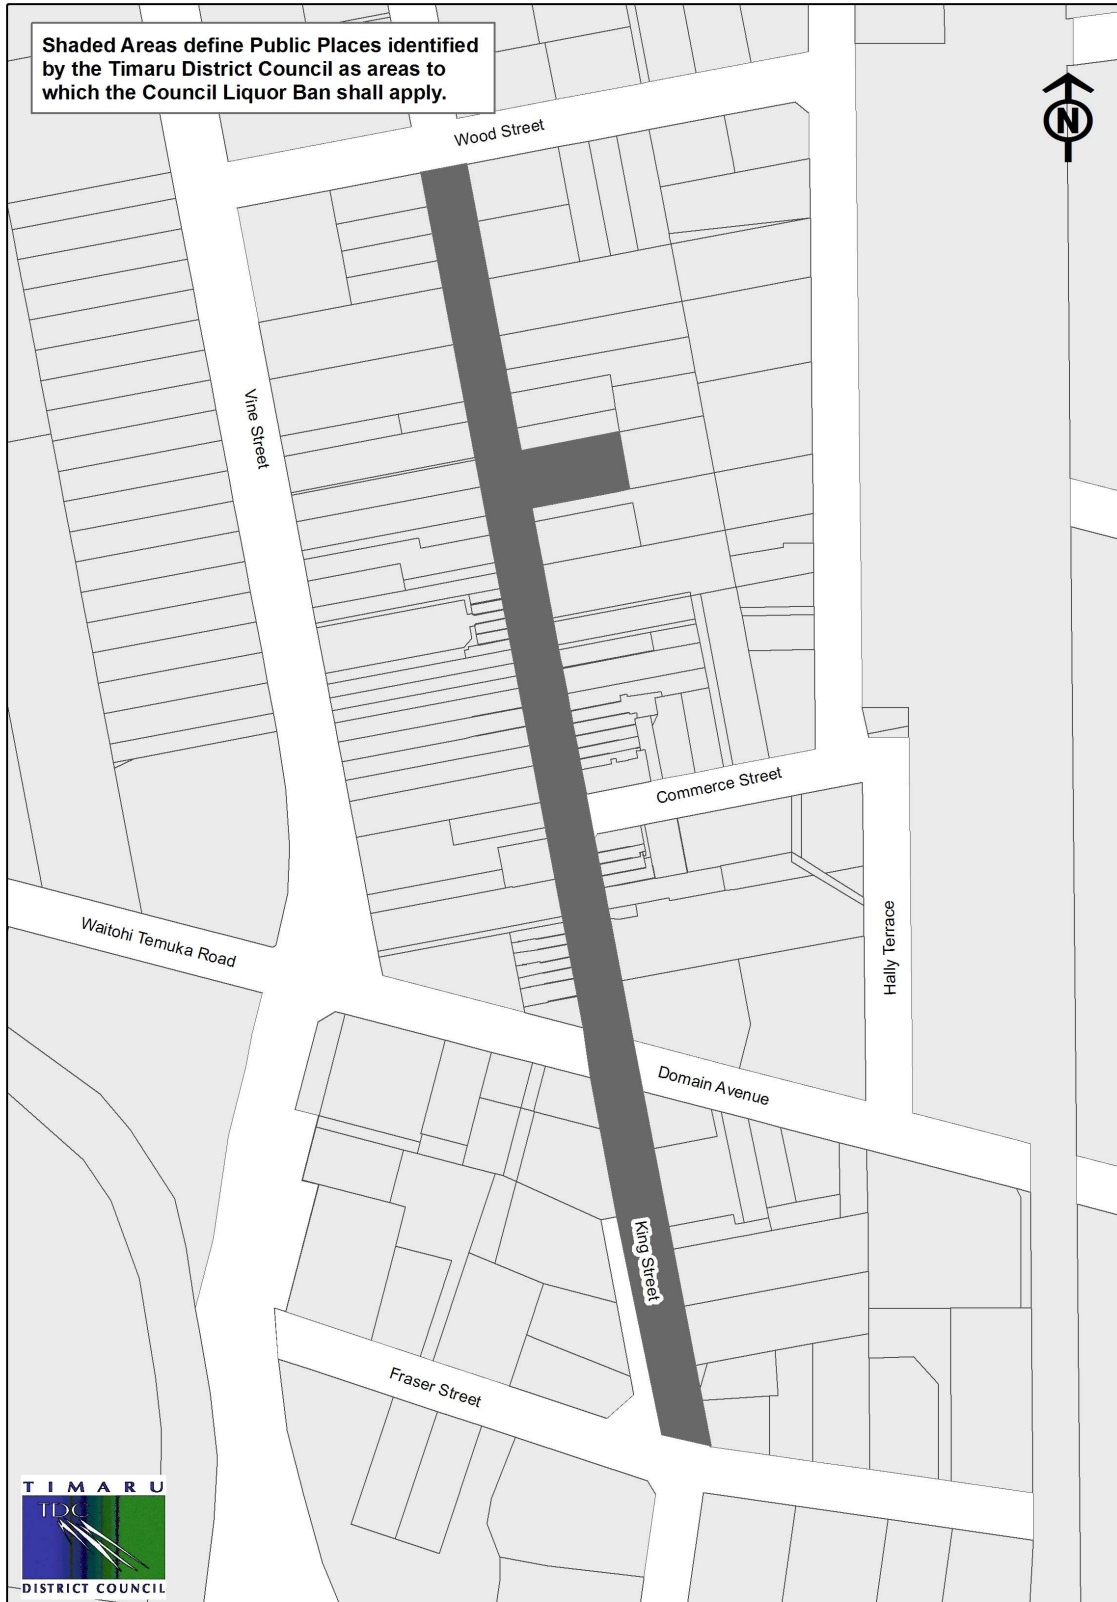 Shaded Areas define Public Places identified
by the Timaru District Council as areas to
which the Council Liquor Ban shall apply.
N
Wood Street
Vine Street
Commerce Street
Waitohi Temuka Road
Hally Terrace
Domain Avenue
King Street
Fraser Street
TIMARU
TDC
DISTRICT COUNCIL